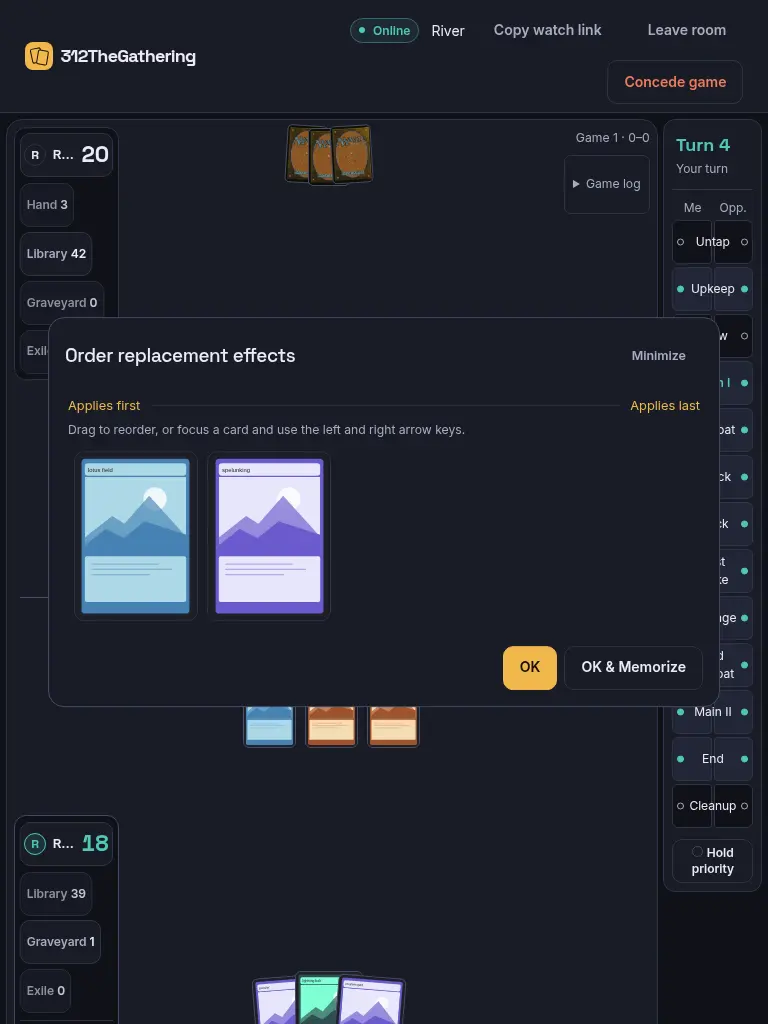 Online
River
Copy watch link
Leave room
312TheGathering
Concede game
Game 1 · 0–0
Game log
R R... 20
Hand 3
Library 42
Graveyard 0
Exile
Turn 4
Your turn
Me Opp.
Untap
Upkeep
Order replacement effects
Minimize
Applies first
Applies last
Drag to reorder, or focus a card and use the left and right arrow keys.
lotus field
spelunking
OK
OK & Memorize
Main II
End
Cleanup
Hold
priority
R R... 18
Library 39
Graveyard 1
Exile 0